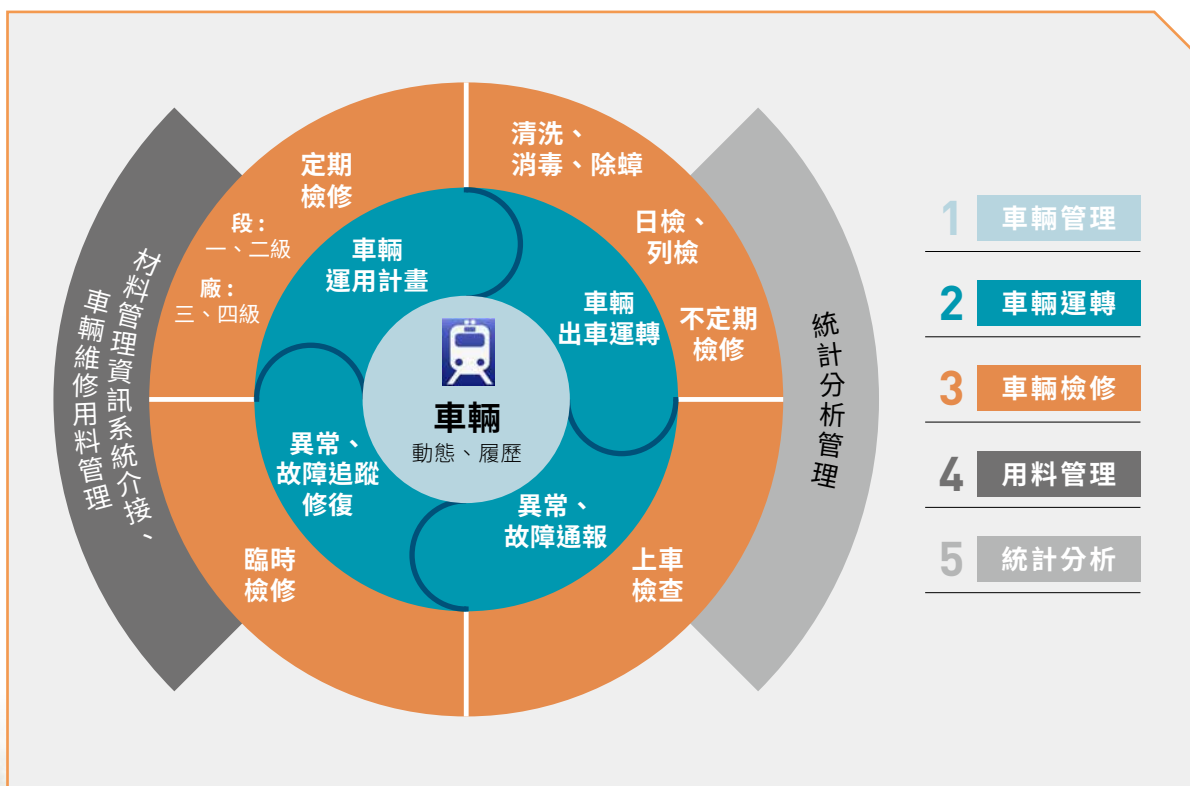 定期
檢修
段：
一、二級
廠：
三、四級
清洗、
消毒、除蟑
日檢、
列檢
不定期
檢修
臨時
檢修
上車
檢查
車輛
運用計畫
車輛
出車運轉
異常、
故障追蹤
修復
異常、
故障通報
車輛
動態、履歷
材料管理資訊系統介接、
車輛維修用料管理
統計分析管理
1 車輛管理
2 車輛運轉
3 車輛檢修
4 用料管理
5 統計分析